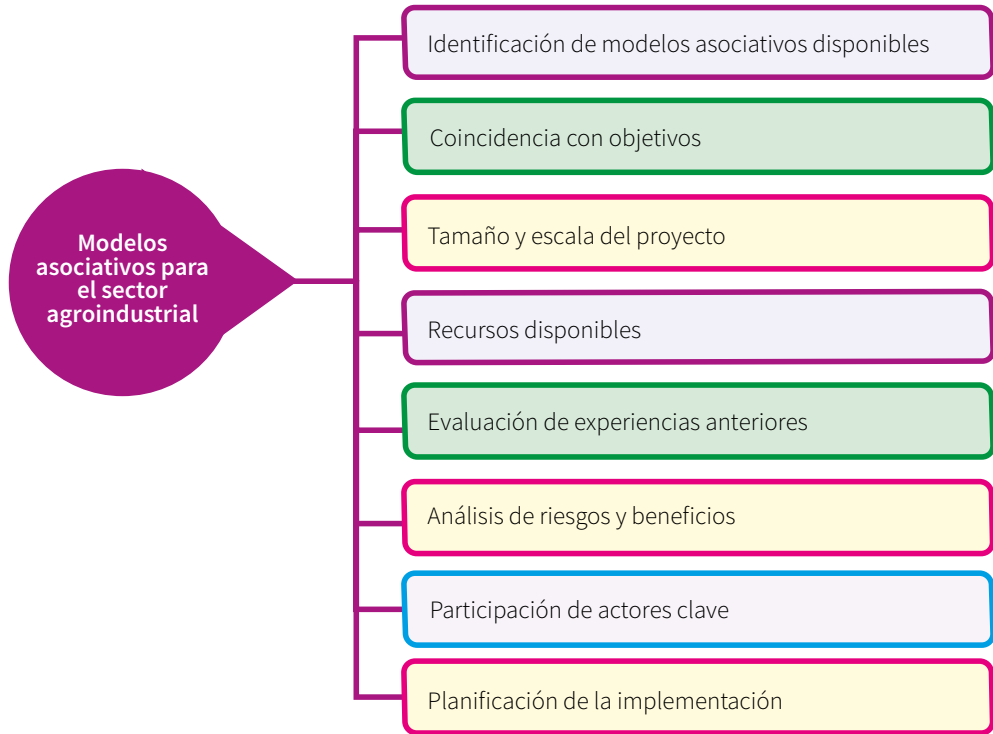 Modelos
asociativos para
el sector
agroindustrial
Identificación de modelos asociativos disponibles
Coincidencia con objetivos
Tamaño y escala del proyecto
Recursos disponibles
Evaluación de experiencias anteriores
Análisis de riesgos y beneficios
Participación de actores clave
Planificación de la implementación